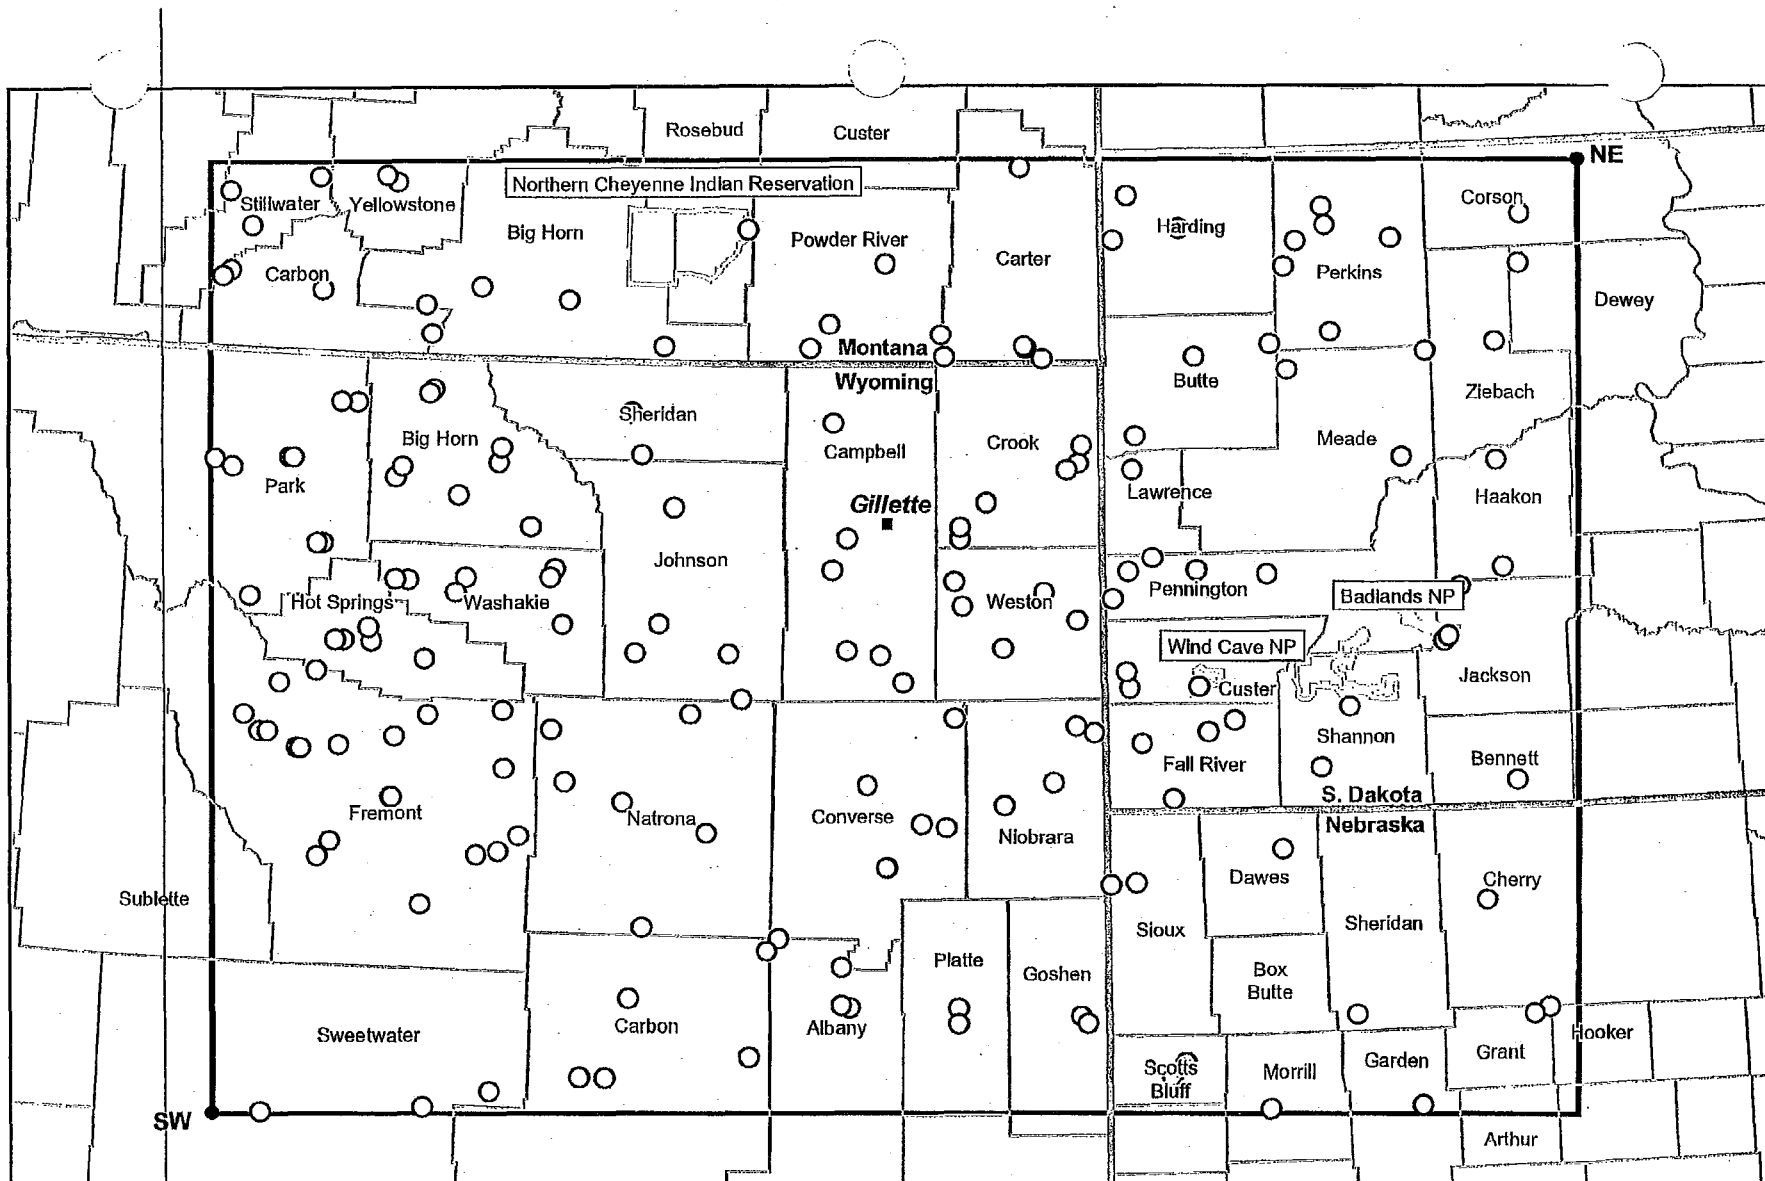 Rosebud
Custer
NE
Northern Cheyenne Indian Reservation
Stillwater
Yellowstone
Corson
Big Horn
Powder River
Harding
Carbon
Carter
Perkins
Dewey
Montana
Wyoming
Butte
Ziebach
Sheridan
Big Horn
Campbell
Crook
Meade
Park
Lawrence
Haakon
Gillette
Johnson
Pennington
Badlands NP
Hot Springs
Washakie
Weston
Wind Cave NP
Jackson
Custer
Shannon
Bennett
Fall River
S. Dakota
Nebraska
Fremont
Natrona
Converse
Niobrara
Dawes
Cherry
Sublette
Sioux
Sheridan
Platte
Goshen
Box
Butte
Sweetwater
Carbon
Albany
Hooker
Grant
Garden
Scotts
Bluff
Morrill
SW
Arthur